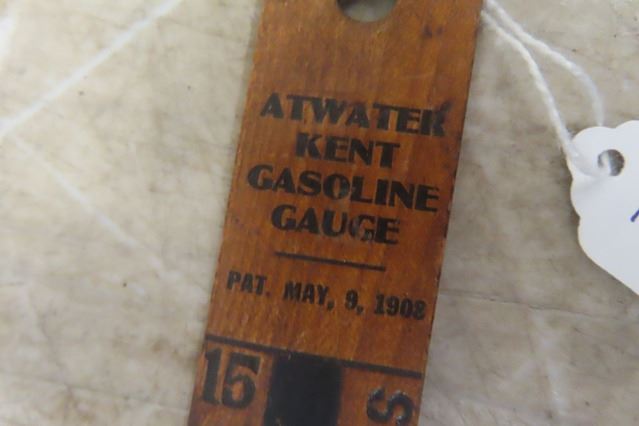 ATWATER
KENT
GASOLINE
GAUGE
PAT. MAY, 9, 1908
15
S